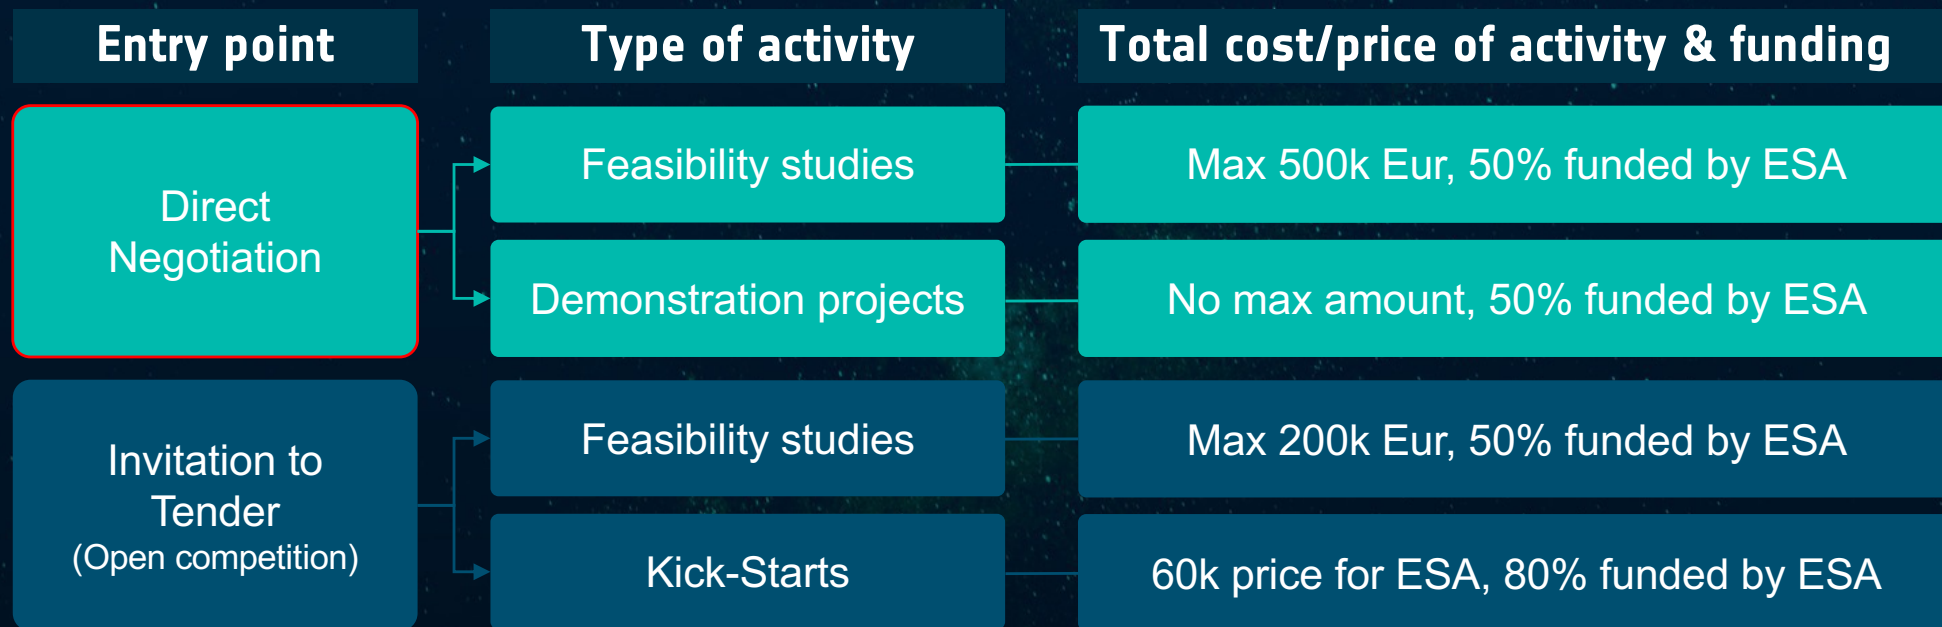 Entry point
Type of activity
Total cost/price of activity & funding
Direct
Negotiation
Feasibility studies
Max 500k Eur, 50% funded by ESA
Demonstration projects
No max amount, 50% funded by ESA
Invitation to
Tender
(Open competition)
Feasibility studies
Max 200k Eur, 50% funded by ESA
Kick-Starts
60k price for ESA, 80% funded by ESA